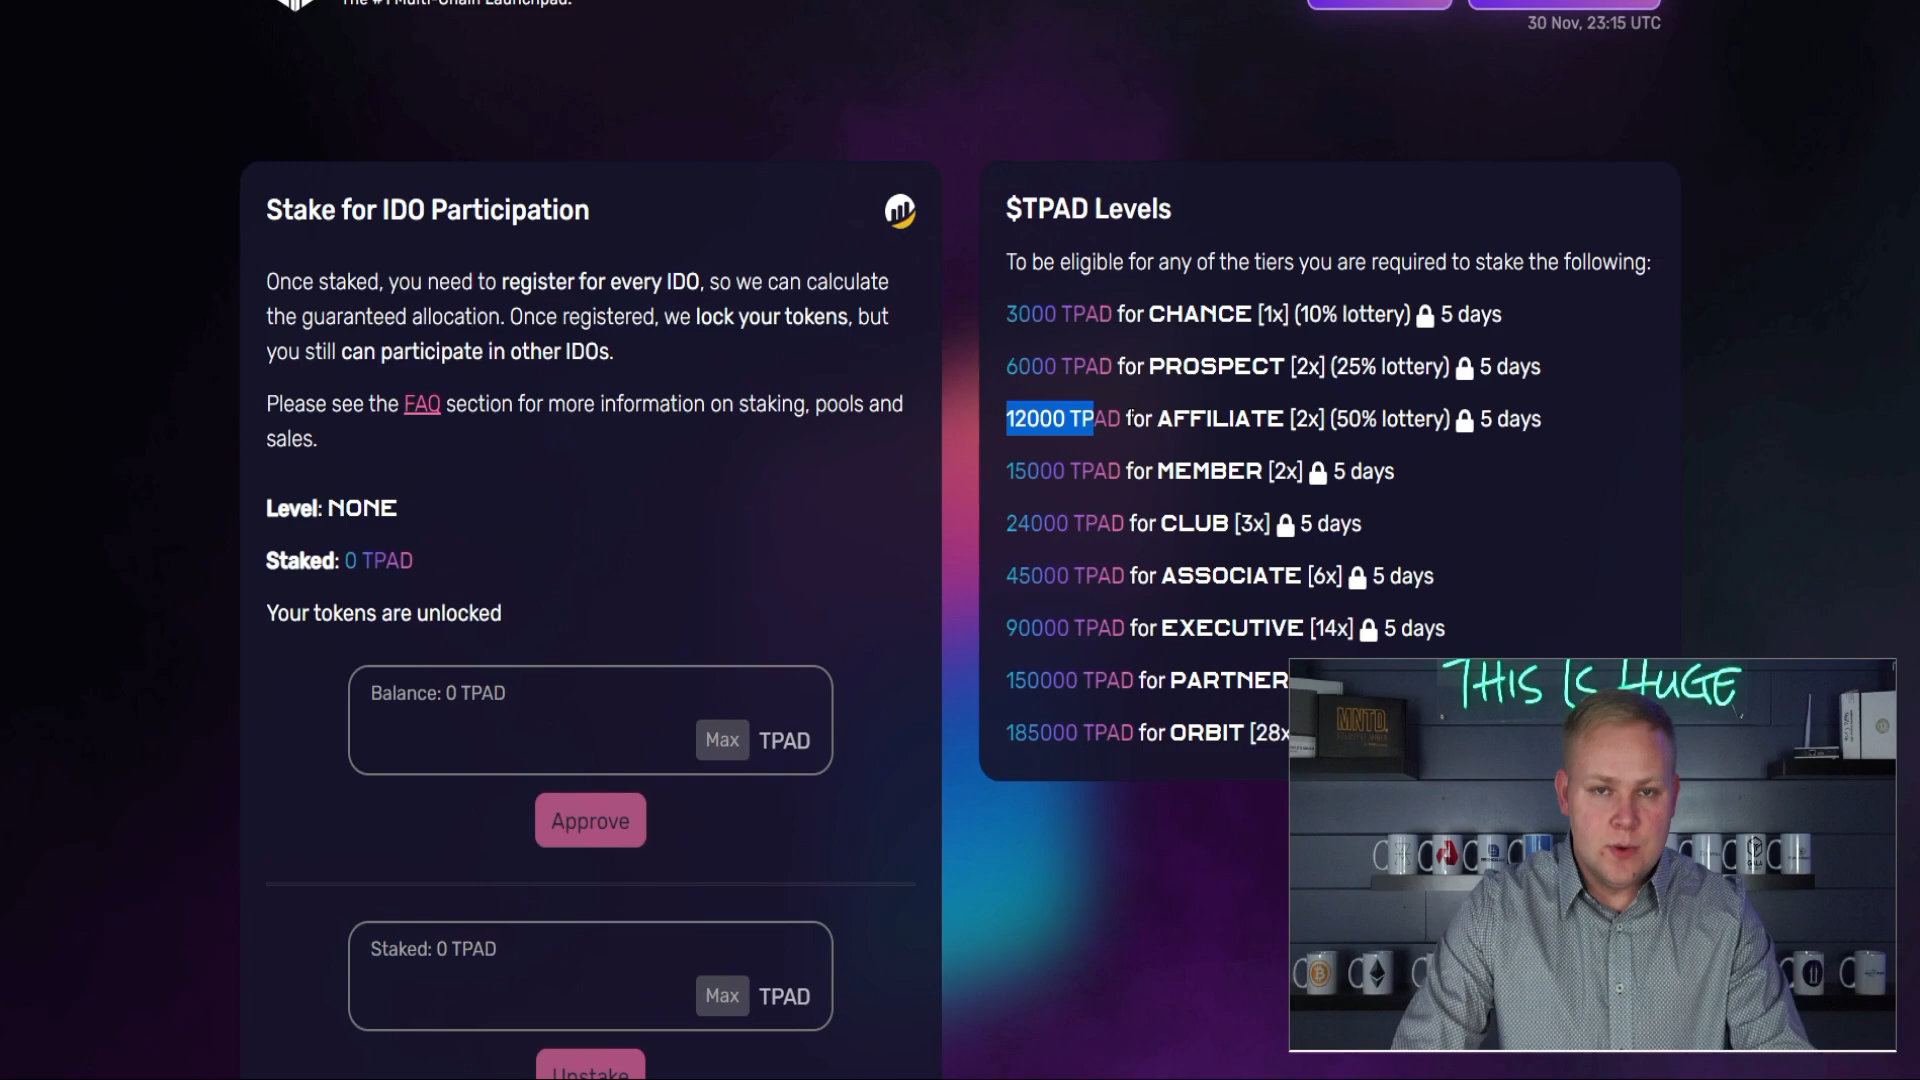 The #1 Multi-Chain Launchpad.
30 Nov, 23:15 UTC
Stake for IDO Participation
Once staked, you need to register for every IDO, so we can calculate
the guaranteed allocation. Once registered, we lock your tokens, but
you still can participate in other IDOs.
Please see the FAQ section for more information on staking, pools and
sales.
Level: NONE
Staked: 0 TPAD
Your tokens are unlocked
Balance: 0 TPAD
Max TPAD
Approve
Staked: 0 TPAD
Max TPAD
Unstake
$TPAD Levels
To be eligible for any of the tiers you are required to stake the following:
3000 TPAD for CHANCE [1x] (10% lottery) 5 days
6000 TPAD for PROSPECT [2x] (25% lottery) 5 days
12000 TPAD for AFFILIATE [2x] (50% lottery) 5 days
15000 TPAD for MEMBER [2x] 5 days
24000 TPAD for CLUB [3x] 5 days
45000 TPAD for ASSOCIATE [6x] 5 days
90000 TPAD for EXECUTIVE [14x] 5 days
150000 TPAD for PARTNER
185000 TPAD for ORBIT [28x
THIS IS HUGE
MNTD.